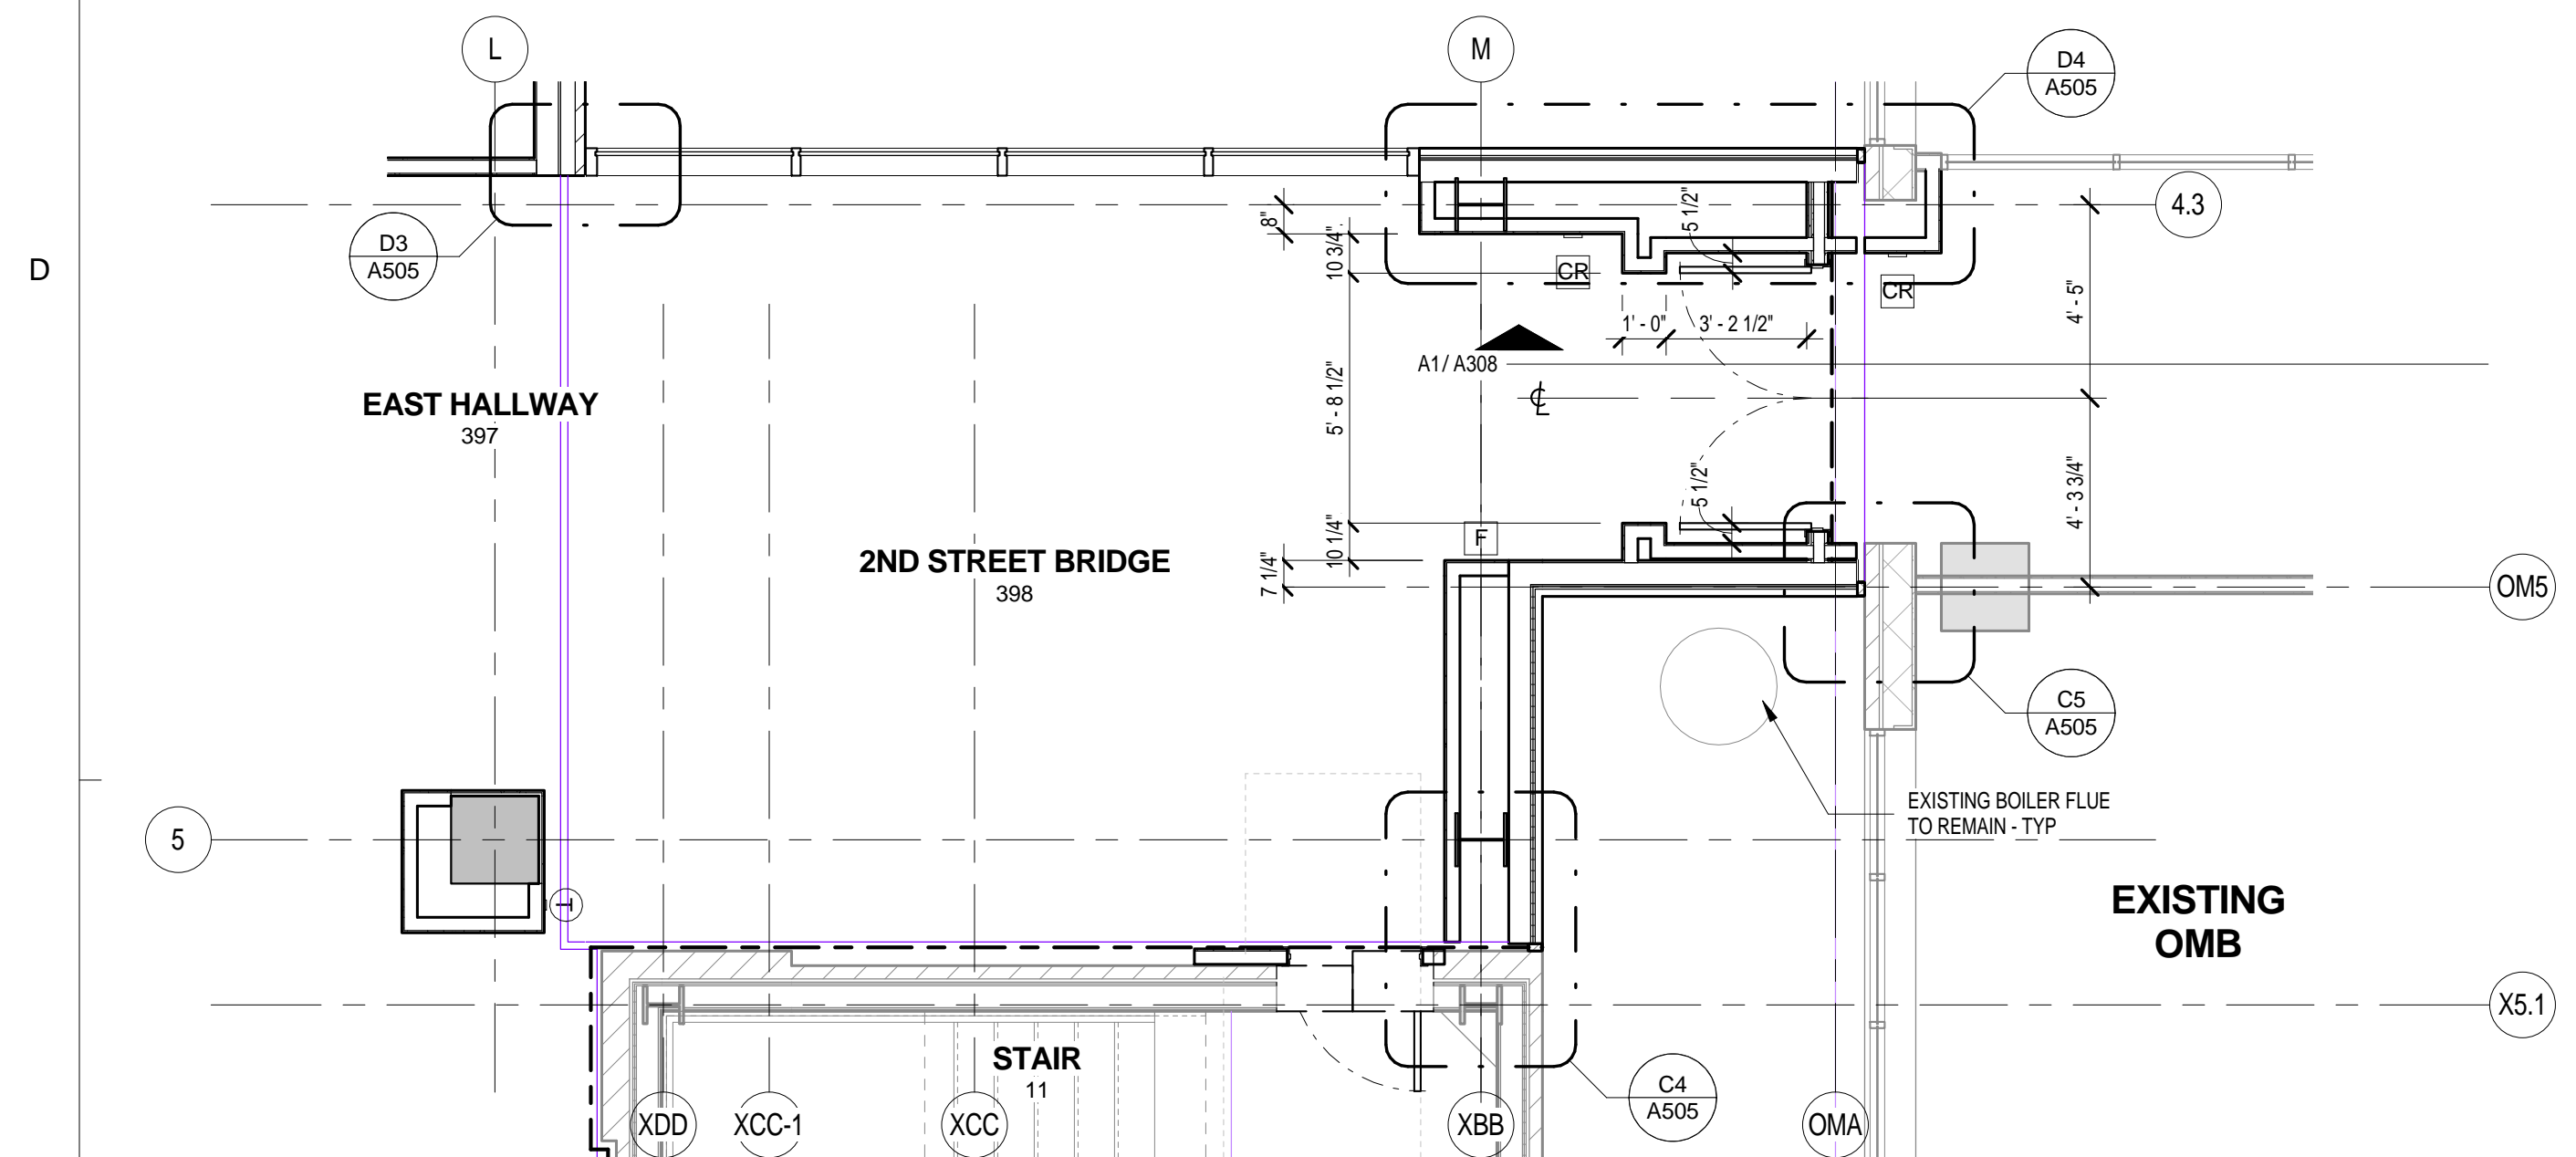 L
M
D4
A505
4.3
D3
A505
D
8"
10 3/4"
5 1/2"
CR
CR
4' - 5"
1' - 0"
3' - 2 1/2"
A1/ A308
5' - 8 1/2"
℄
EAST HALLWAY
397
5 1/2"
4' - 3 3/4"
F
10 1/4"
7 1/4"
2ND STREET BRIDGE
398
OM5
C5
A505
EXISTING BOILER FLUE
TO REMAIN - TYP
5
T
EXISTING
OMB
X5.1
STAIR
11
C4
A505
XDD
XCC-1
XCC
XBB
OMA